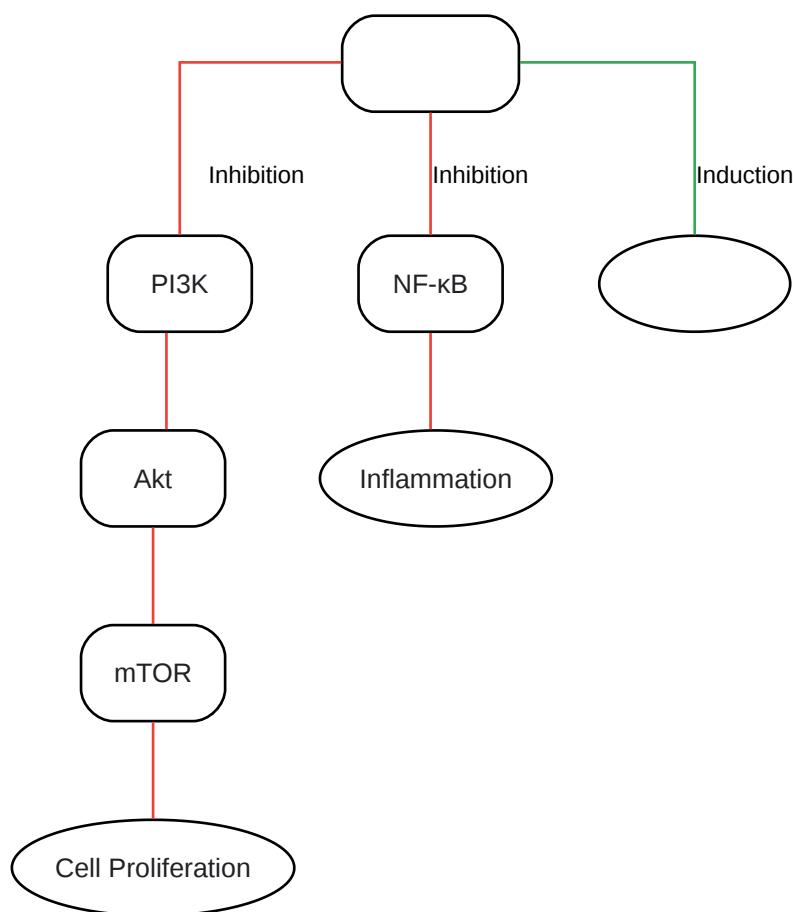 Inhibition
Inhibition
Induction
PI3K
NF-κB
Akt
Inflammation
mTOR
Cell Proliferation